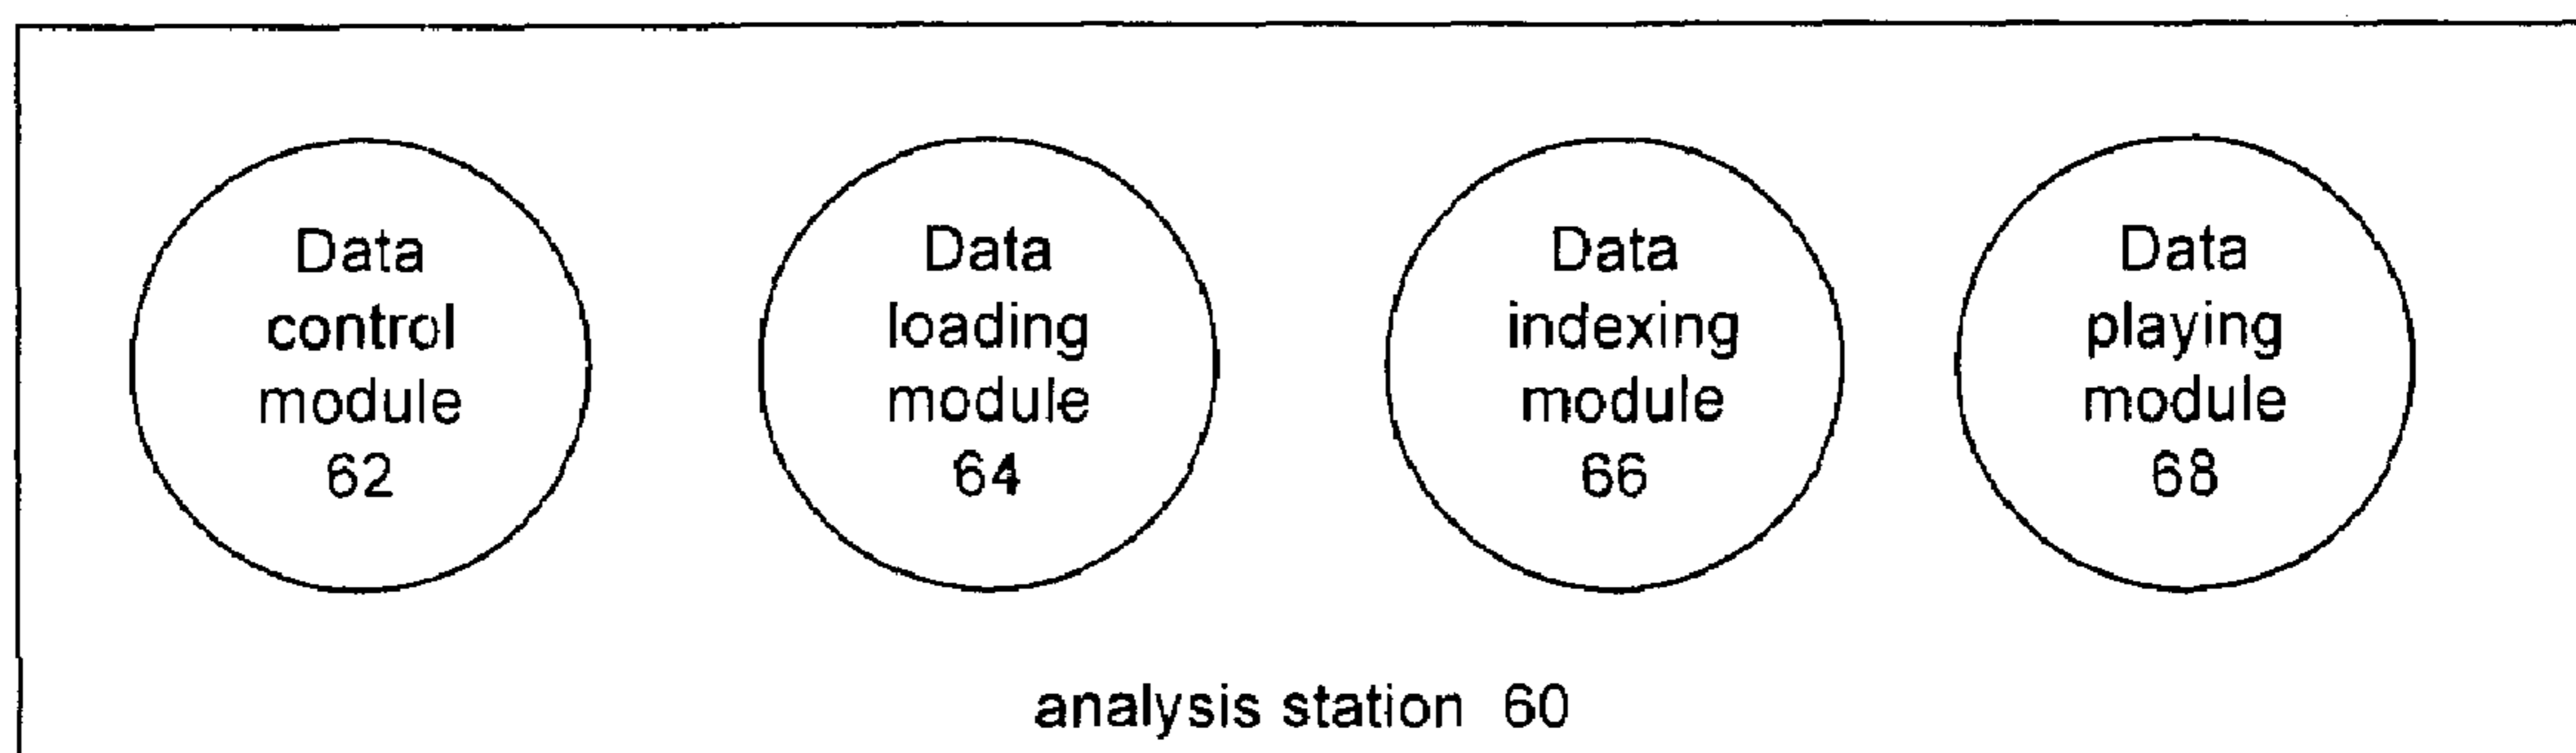 Data
control
module
62
Data
loading
module
64
Data
indexing
module
66
Data
playing
module
68
analysis station 60